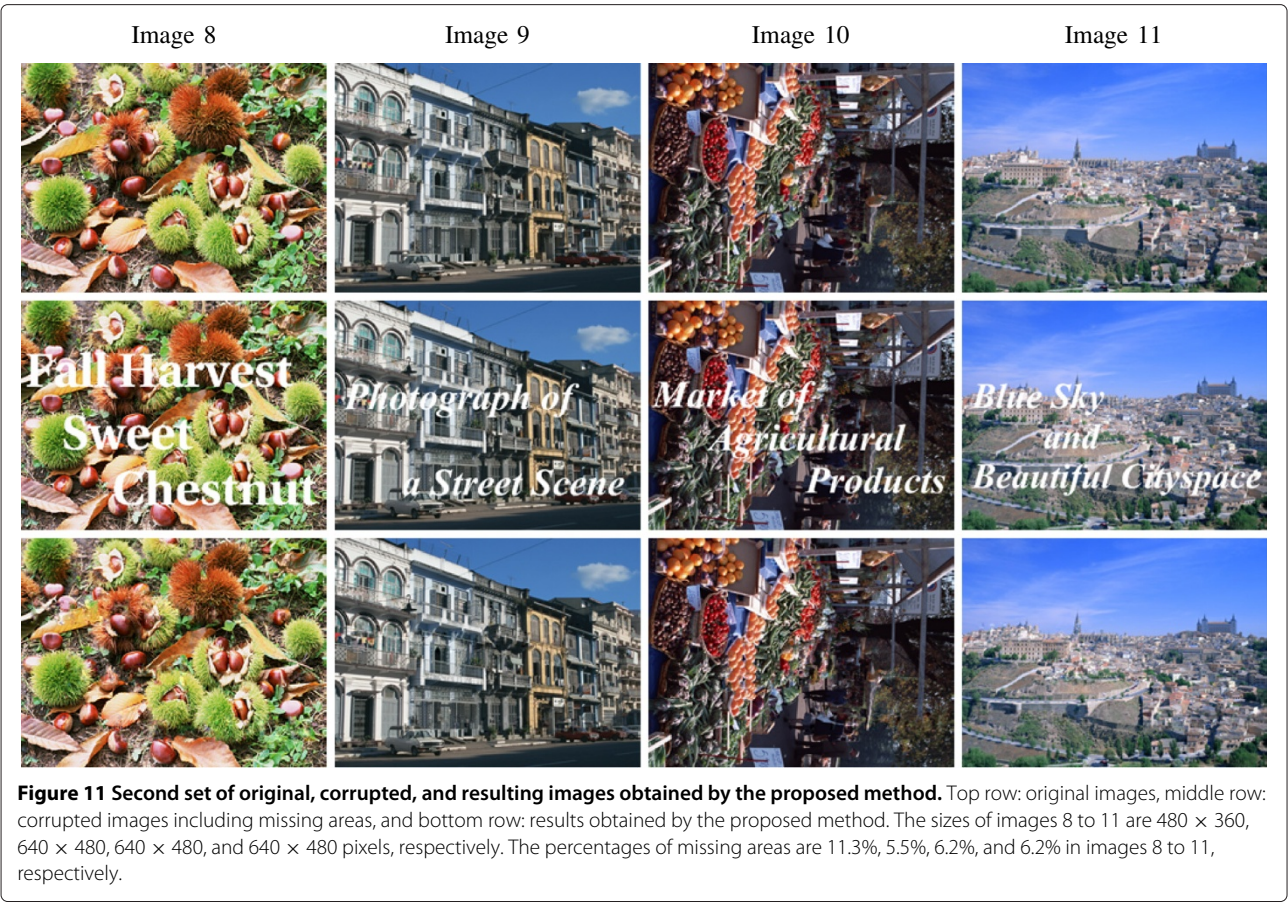 Image 8 Image 9 Image 10 Image 11
Fall Harvest
Sweet
Chestnut
Photograph of
a Street Scene
Market of
Agricultural
Products
Blue Sky
and
Beautiful Cityspace
Figure 11 Second set of original, corrupted, and resulting images obtained by the proposed method. Top row: original images, middle row:
corrupted images including missing areas, and bottom row: results obtained by the proposed method. The sizes of images 8 to 11 are 480 × 360,
640 × 480, 640 × 480, and 640 × 480 pixels, respectively. The percentages of missing areas are 11.3%, 5.5%, 6.2%, and 6.2% in images 8 to 11,
respectively.